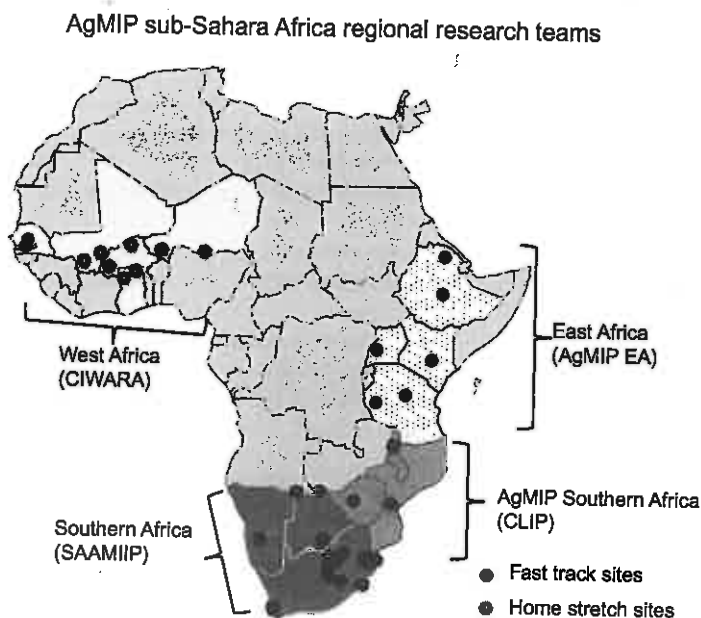 AgMIP sub-Sahara Africa regional research teams
West Africa
(CIWARA)
East Africa
(AgMIP EA)
AgMIP Southern Africa
(CLIP)
Southern Africa
(SAAMIIP)
Fast track sites
Home stretch sites